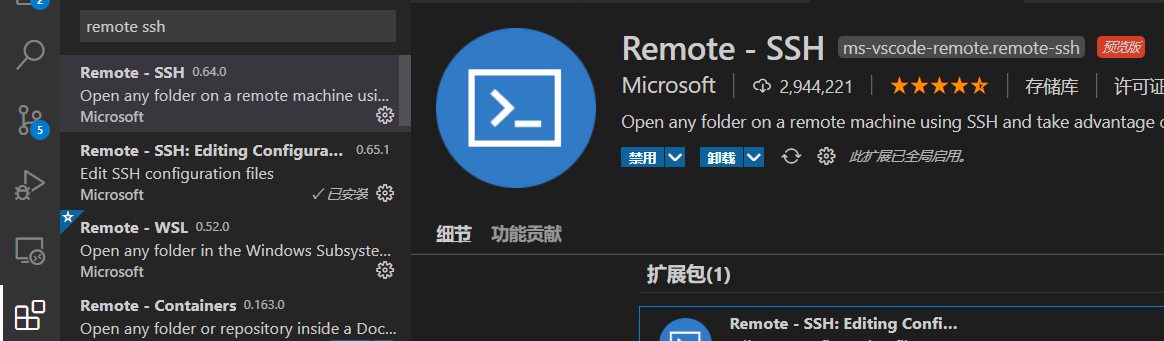 2
remote ssh
Remote - SSH 0.64.0
Open any folder on a remote machine usi...
Microsoft
5
Remote - SSH: Editing Configura... 0.65.1
Edit SSH configuration files
Microsoft ✓ 已安装
Remote - WSL 0.52.0
Open any folder in the Windows Subsyste...
Microsoft
Remote - Containers 0.163.0
Open any folder or repository inside a Doc...
Remote - SSH ms-vscode-remote.remote-ssh 预览版
Microsoft 2,944,221 ★★★★ 存储库 许可证
Open any folder on a remote machine using SSH and take advantage
禁用 卸载 此扩展已全局启用。
细节 功能贡献
扩展包(1)
Remote - SSH: Editing Confi...